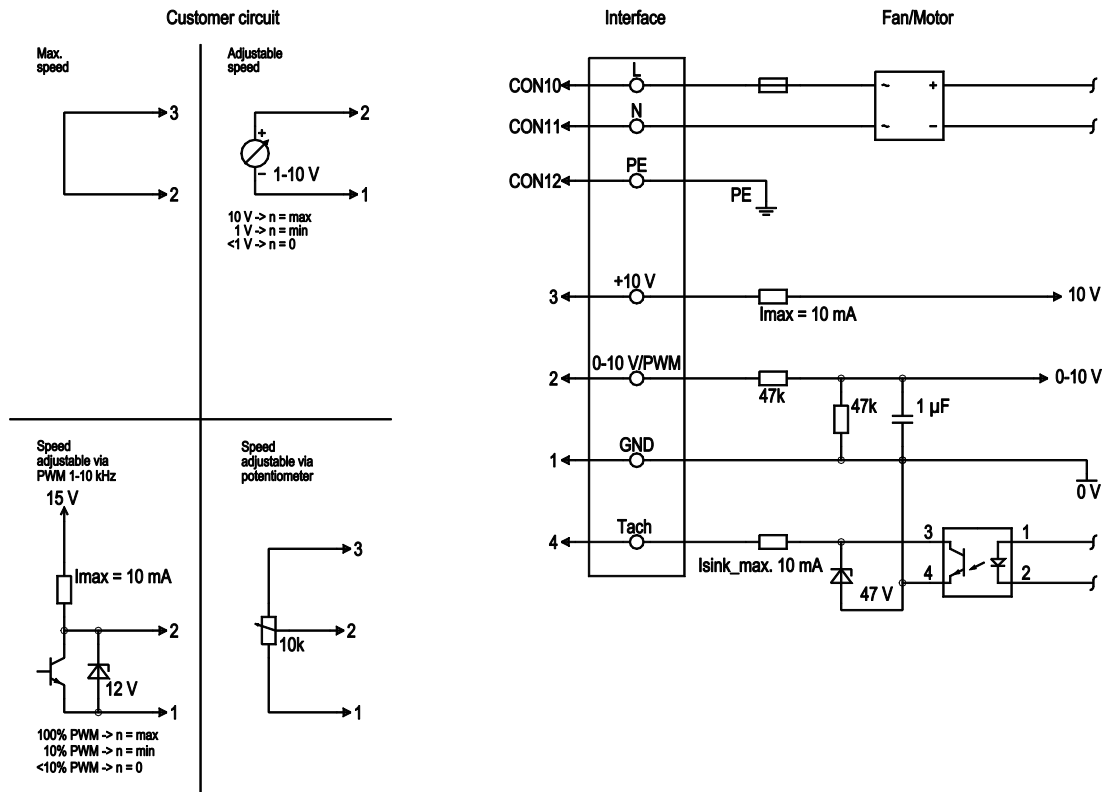 Customer circuit
Interface
Fan/Motor
Max.
speed
3
2
Adjustable
speed
2
+
−
1-10 V
1
10 V -> n = max
1 V -> n = min
<1 V -> n = 0
Speed
adjustable via
PWM 1-10 kHz
15 V
Imax = 10 mA
2
12 V
1
100% PWM -> n = max
10% PWM -> n = min
<10% PWM -> n = 0
Speed
adjustable via
potentiometer
3
2
10k
1
L
CON10
~
+
N
CON11
~
−
PE
CON12
PE
+10 V
3
10 V
Imax = 10 mA
0-10 V/PWM
2
0-10 V
47k
47k
1 µF
GND
1
0 V
Tach
4
3
1
Isink_max. 10 mA
4
2
47 V